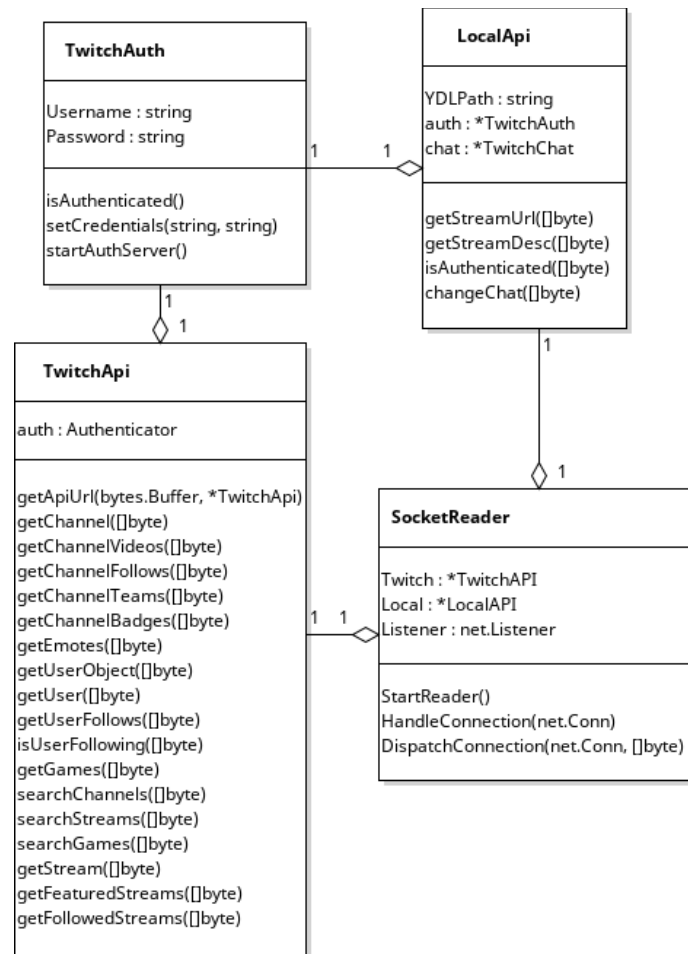 TwitchAuth
Username : string
Password : string
isAuthenticated()
setCredentials(string, string)
startAuthServer()
1
1
LocalApi
YDLPath : string
auth : *TwitchAuth
chat : *TwitchChat
getStreamUrl([]byte)
getStreamDesc([]byte)
isAuthenticated([]byte)
changeChat([]byte)
1
1
TwitchApi
auth : Authenticator
getApiUrl(bytes.Buffer, *TwitchApi)
getChannel([]byte)
getChannelVideos([]byte)
getChannelFollows([]byte)
getChannelTeams([]byte)
getChannelBadges([]byte)
getEmotes([]byte)
getUserObject([]byte)
getUser([]byte)
getUserFollows([]byte)
isUserFollowing([]byte)
getGames([]byte)
searchChannels([]byte)
searchStreams([]byte)
searchGames([]byte)
getStream([]byte)
getFeaturedStreams([]byte)
getFollowedStreams([]byte)
1
1
1
1
SocketReader
Twitch : *TwitchAPI
Local : *LocalAPI
Listener : net.Listener
StartReader()
HandleConnection(net.Conn)
DispatchConnection(net.Conn, []byte)